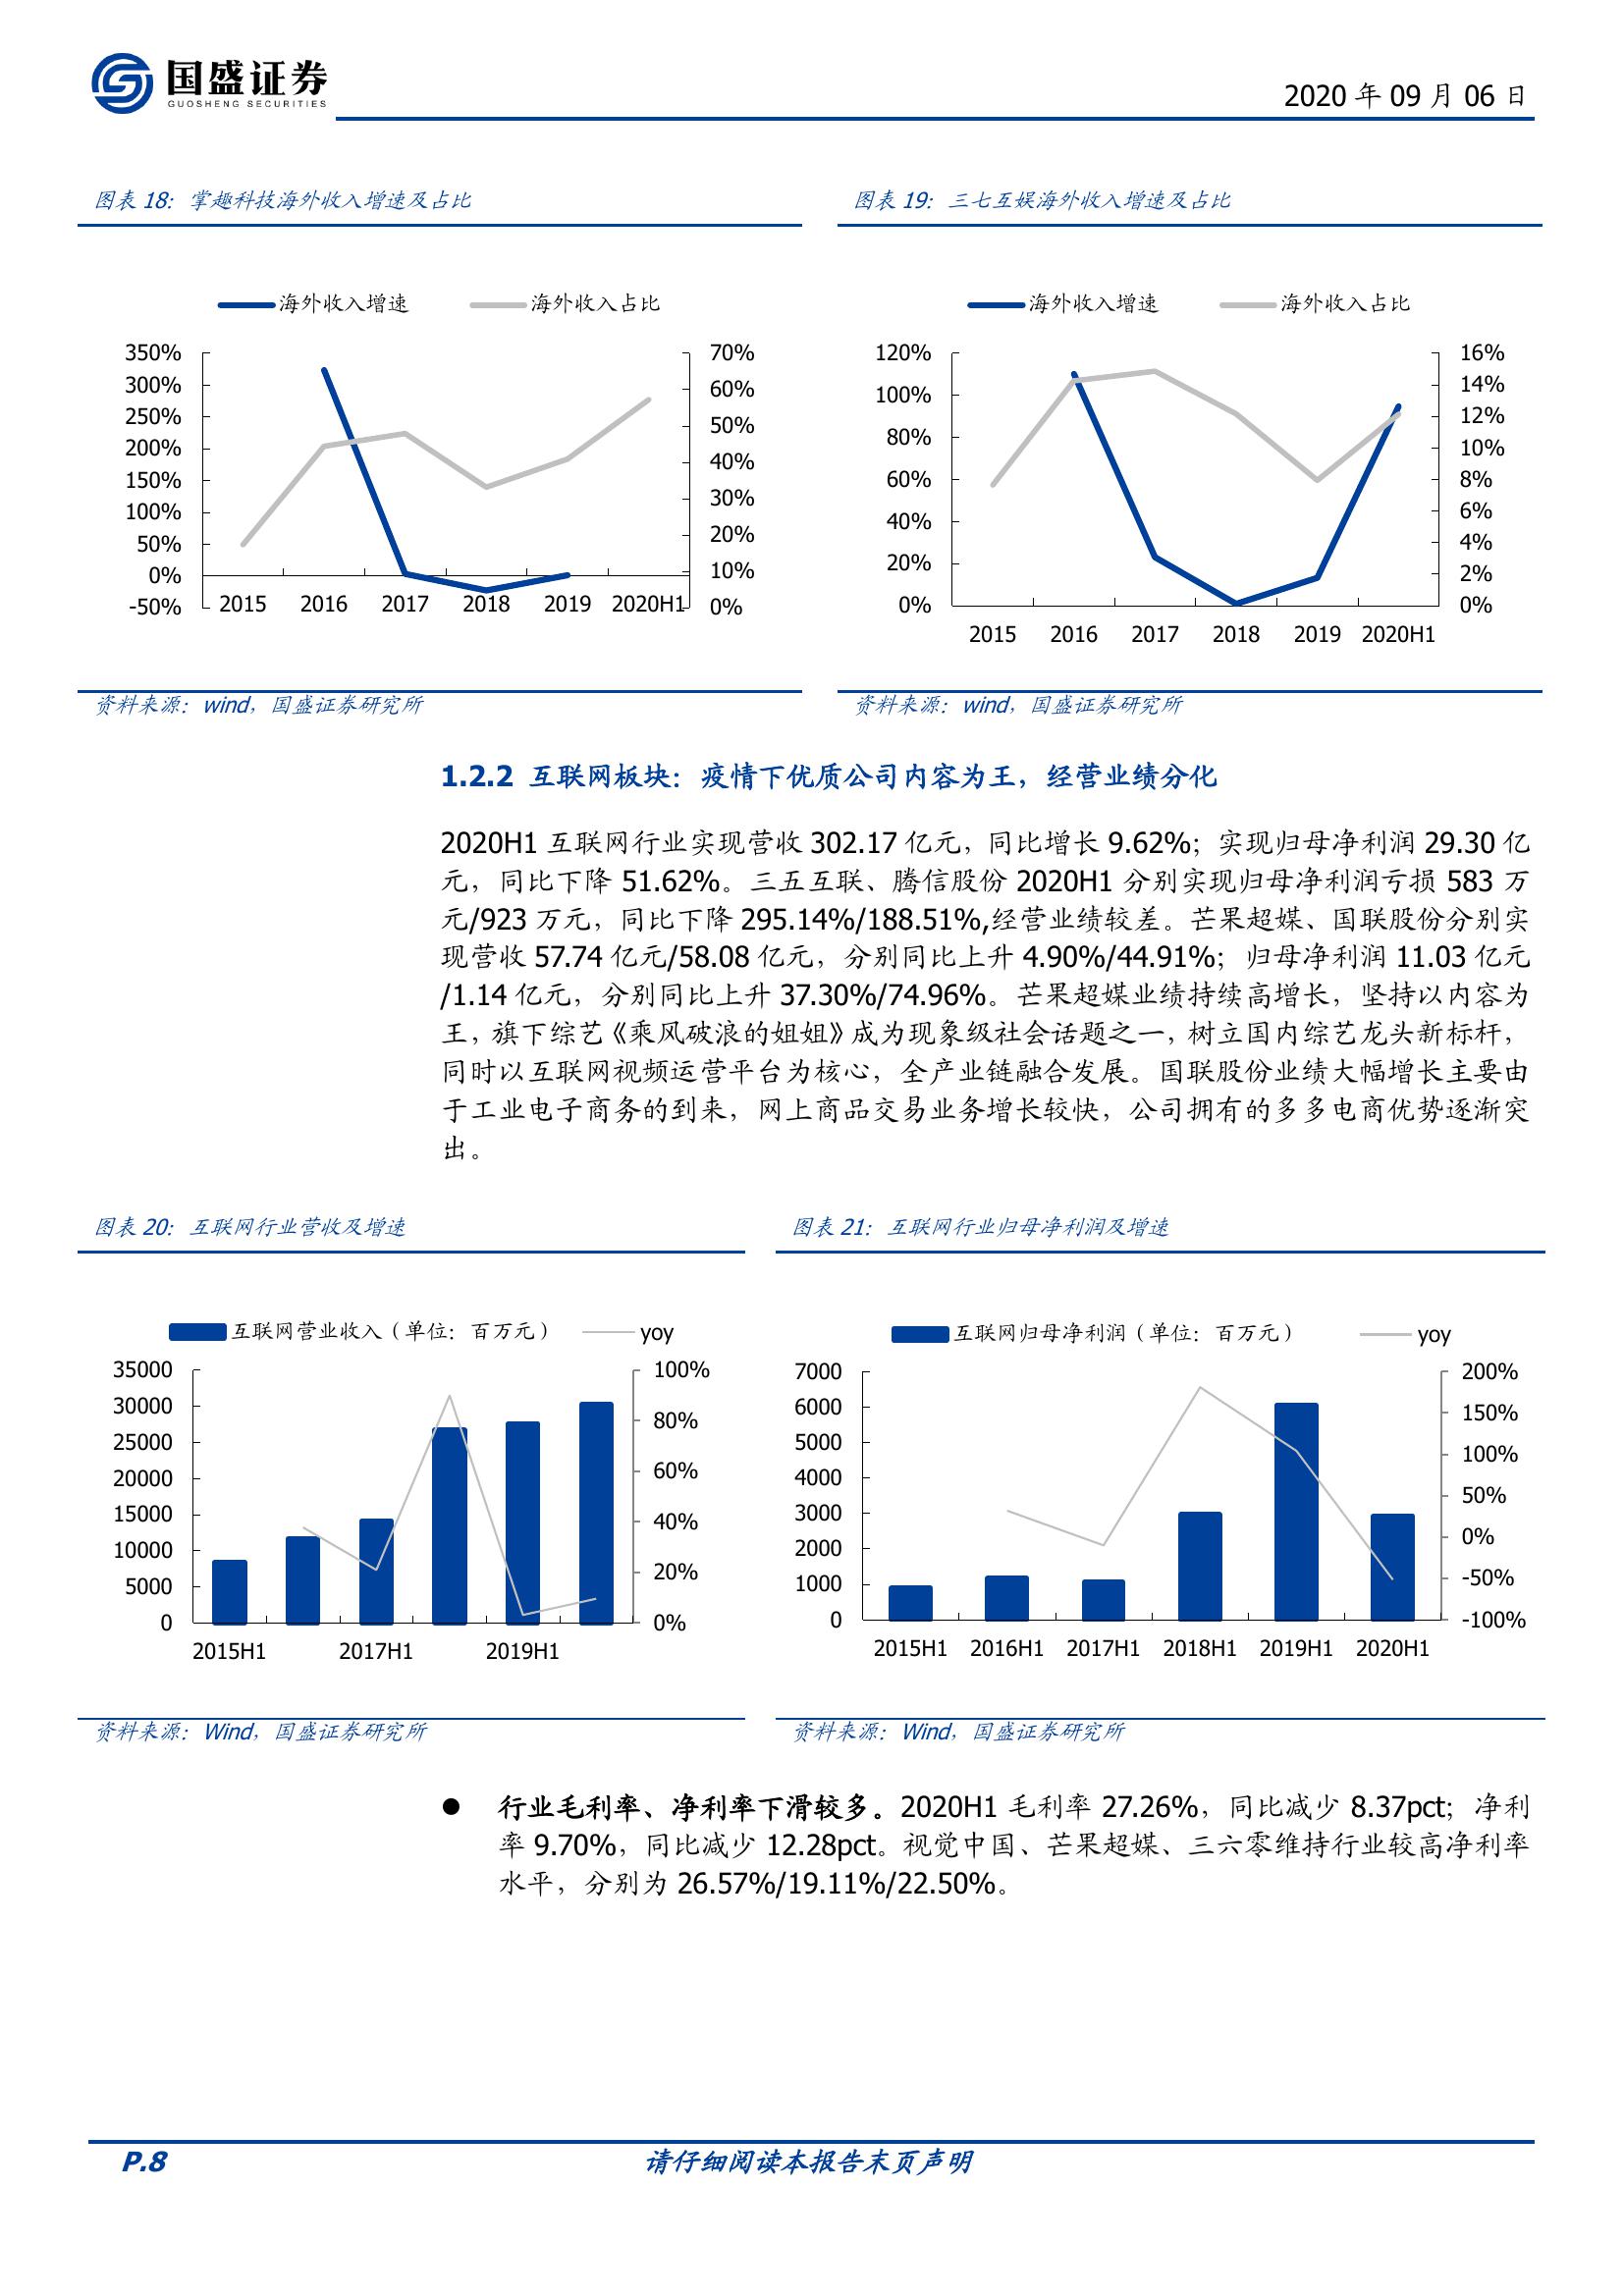 国盛证券
GUOSHENG SECURITIES
2020 年 09 月 06 日
图表 18：掌趣科技海外收入增速及占比
海外收入增速 海外收入占比
350%
300%
250%
200%
150%
100%
50%
0%
-50%
70%
60%
50%
40%
30%
20%
10%
0%
2015 2016 2017 2018 2019 2020H1
资料来源：wind，国盛证券研究所
图表 19：三七互娱海外收入增速及占比
海外收入增速 海外收入占比
120%
100%
80%
60%
40%
20%
0%
16%
14%
12%
10%
8%
6%
4%
2%
0%
2015 2016 2017 2018 2019 2020H1
资料来源：wind，国盛证券研究所
1.2.2 互联网板块：疫情下优质公司内容为王，经营业绩分化
2020H1 互联网行业实现营收 302.17 亿元，同比增长 9.62%；实现归母净利润 29.30 亿
元，同比下降 51.62%。三五互联、腾信股份 2020H1 分别实现归母净利润亏损 583 万
元/923 万元，同比下降 295.14%/188.51%,经营业绩较差。芒果超媒、国联股份分别实
现营收 57.74 亿元/58.08 亿元，分别同比上升 4.90%/44.91%；归母净利润 11.03 亿元
/1.14 亿元，分别同比上升 37.30%/74.96%。芒果超媒业绩持续高增长，坚持以内容为
王，旗下综艺《乘风破浪的姐姐》成为现象级社会话题之一，树立国内综艺龙头新标杆，
同时以互联网视频运营平台为核心，全产业链融合发展。国联股份业绩大幅增长主要由
于工业电子商务的到来，网上商品交易业务增长较快，公司拥有的多多电商优势逐渐突
出。
图表 20：互联网行业营收及增速
互联网营业收入（单位：百万元） yoy
35000
30000
25000
20000
15000
10000
5000
0
100%
80%
60%
40%
20%
0%
2015H1 2017H1 2019H1
资料来源：Wind，国盛证券研究所
图表 21：互联网行业归母净利润及增速
互联网归母净利润（单位：百万元） yoy
7000
6000
5000
4000
3000
2000
1000
0
200%
150%
100%
50%
0%
-50%
-100%
2015H1 2016H1 2017H1 2018H1 2019H1 2020H1
资料来源：Wind，国盛证券研究所
● 行业毛利率、净利率下滑较多。2020H1 毛利率 27.26%，同比减少 8.37pct；净利
率 9.70%，同比减少 12.28pct。视觉中国、芒果超媒、三六零维持行业较高净利率
水平，分别为 26.57%/19.11%/22.50%。
P.8
请仔细阅读本报告末页声明